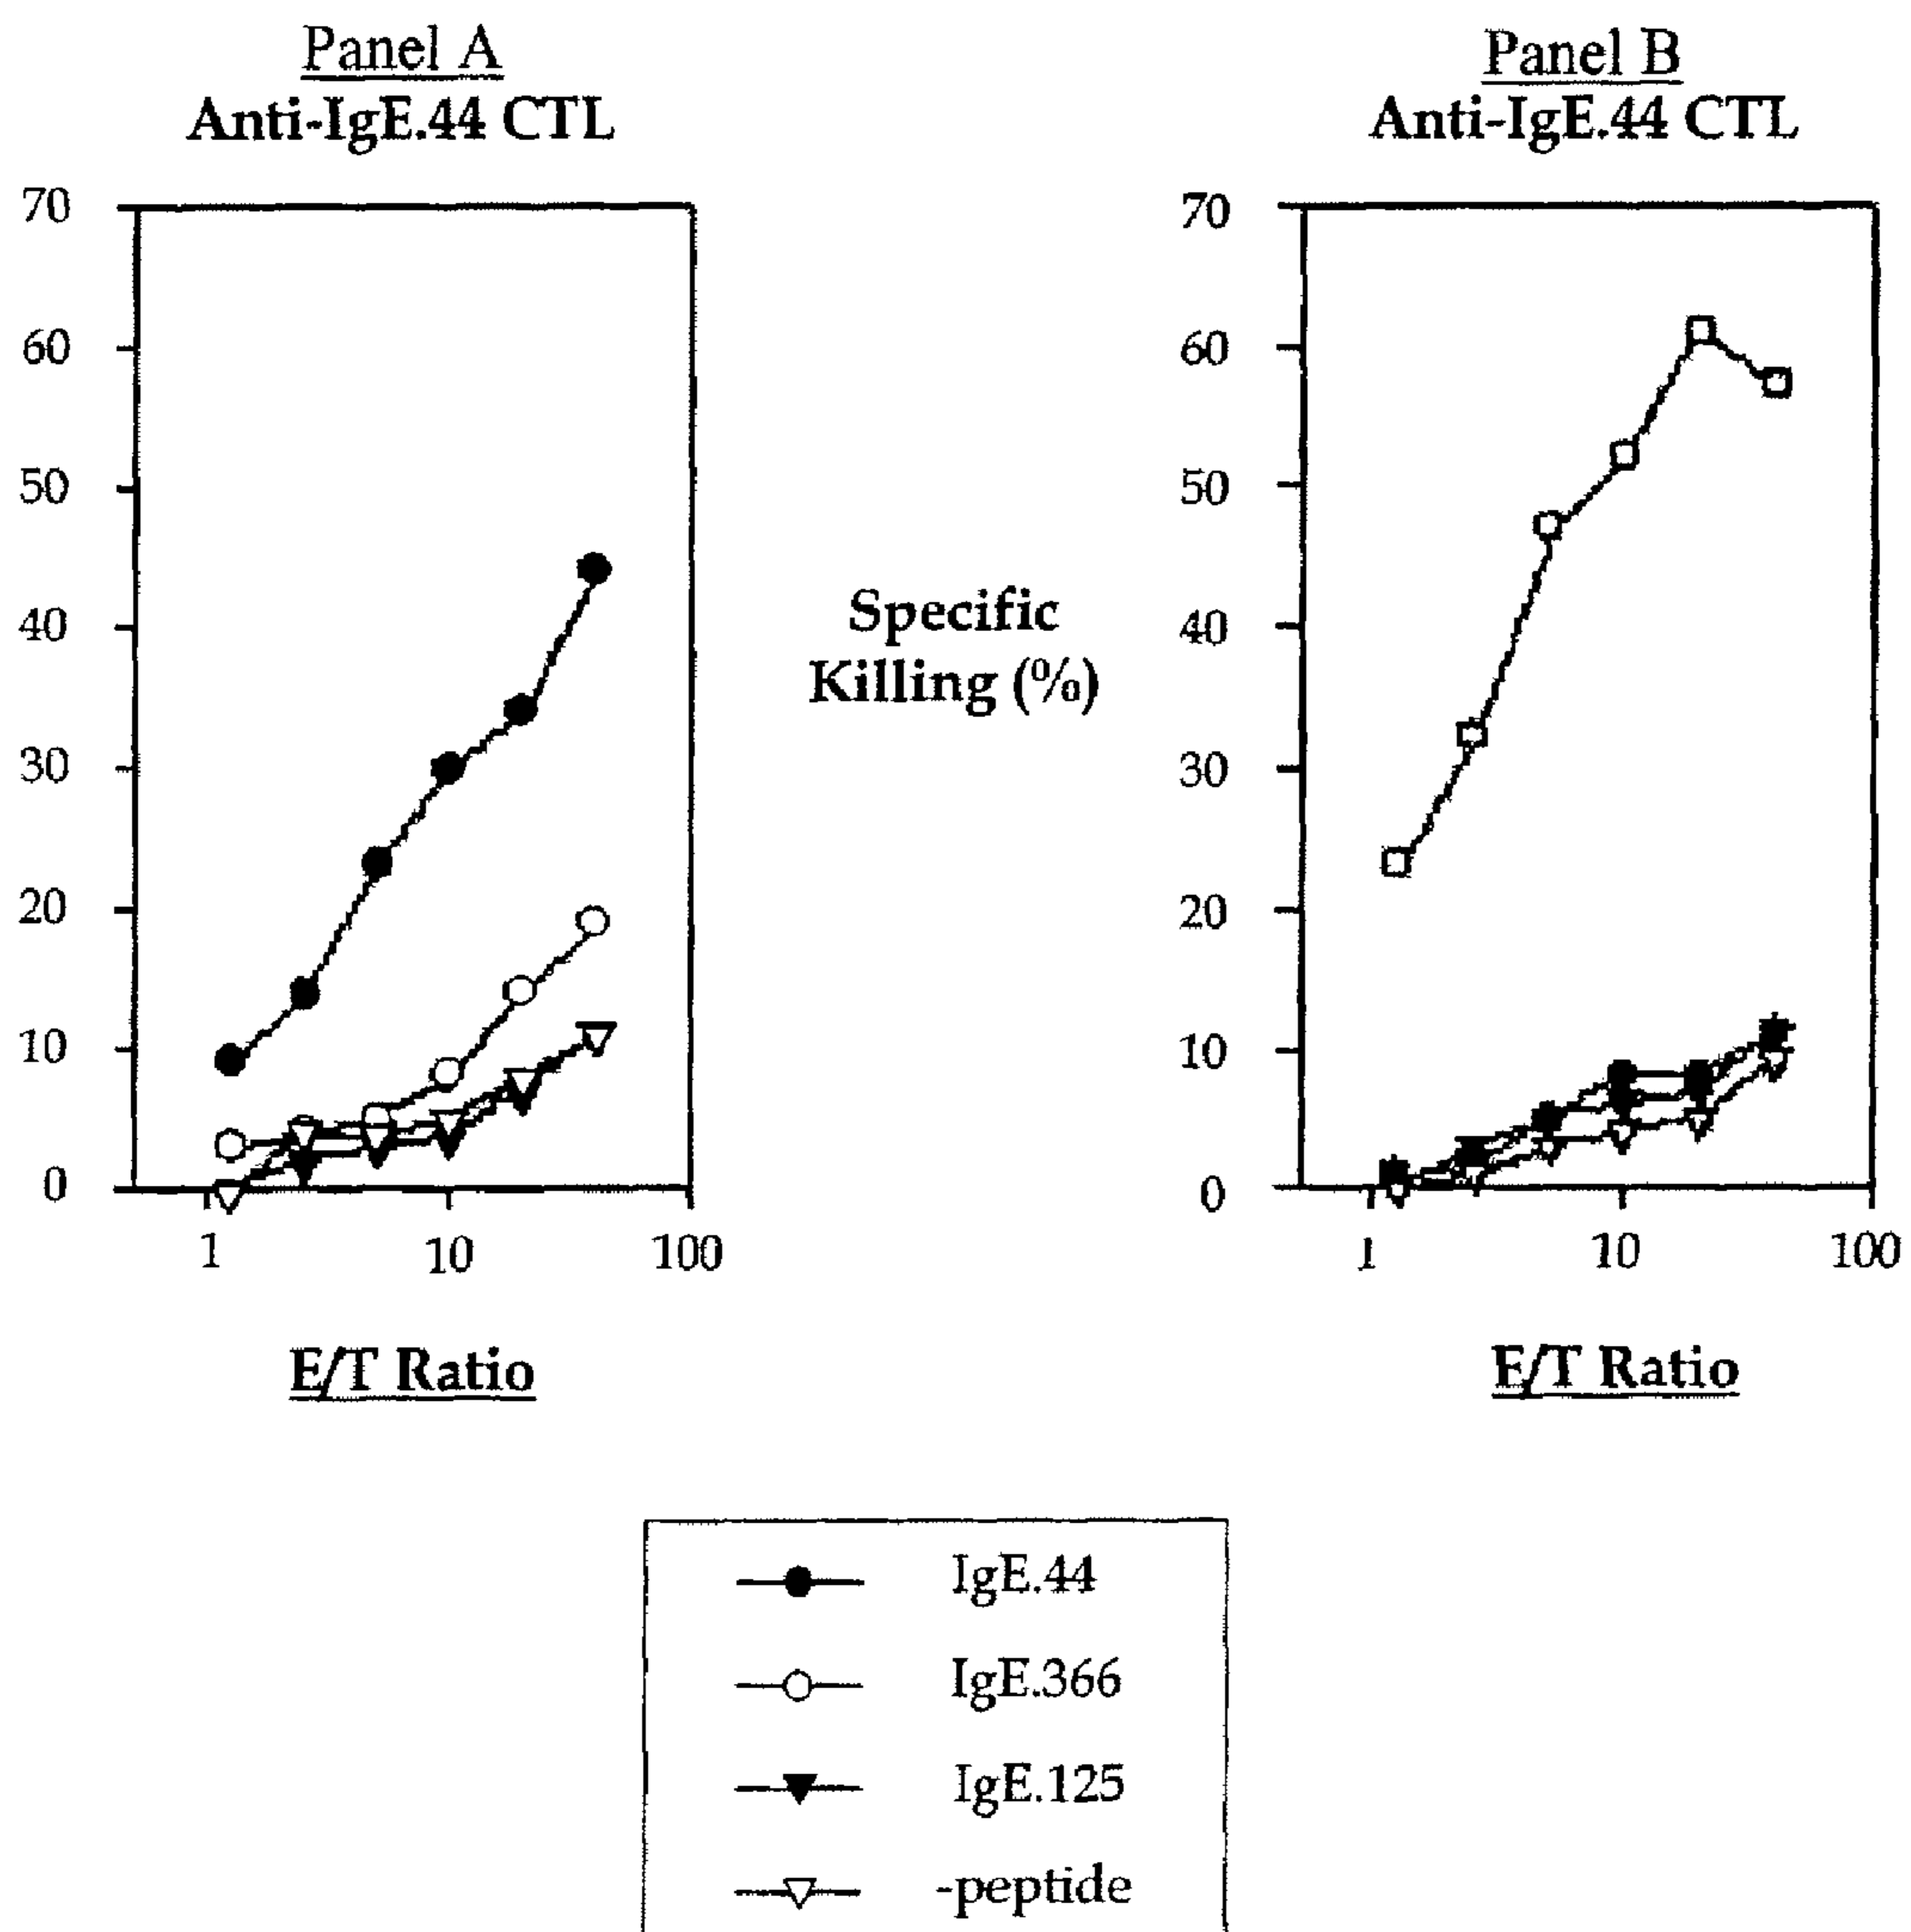 Panel A
Anti-IgE.44 CTL
70
60
50
40
30
20
10
0
1
10
100
E/T Ratio
Specific
Killing (%)
Panel B
Anti-IgE.44 CTL
70
60
50
40
30
20
10
0
1
10
100
E/T Ratio
IgE.44
IgE.366
IgE.125
-peptide